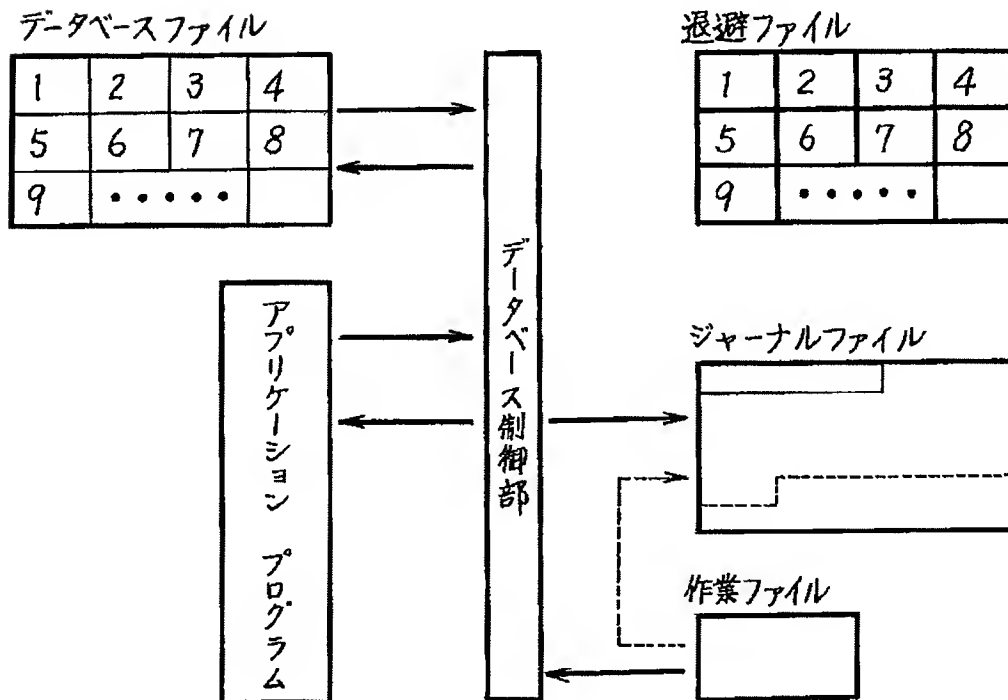 データベースファイル
1 2 3 4
5 6 7 8
9 ・・・・・
アプリケーション プログラム
データベース制御部
退避ファイル
1 2 3 4
5 6 7 8
9 ・・・・・
ジャーナルファイル
作業ファイル